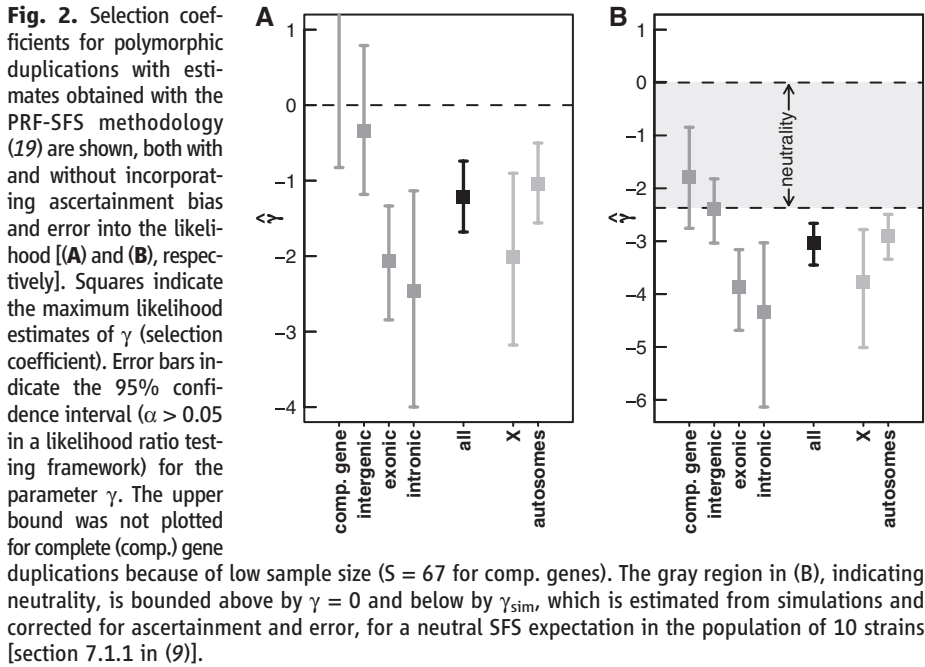 Fig. 2. Selection coef-
ficients for polymorphic
duplications with esti-
mates obtained with the
PRF-SFS methodology
(19) are shown, both with
and without incorporat-
ing ascertainment bias
and error into the likeli-
hood [(A) and (B), respec-
tively]. Squares indicate
the maximum likelihood
estimates of γ (selection
coefficient). Error bars in-
dicate the 95% confi-
dence interval (α > 0.05
in a likelihood ratio test-
ing framework) for the
parameter γ. The upper
bound was not plotted
for complete (comp.) gene
duplications because of low sample size (S = 67 for comp. genes). The gray region in (B), indicating
neutrality, is bounded above by γ = 0 and below by γsim, which is estimated from simulations and
corrected for ascertainment and error, for a neutral SFS expectation in the population of 10 strains
[section 7.1.1 in (9)].
A
1
0
−1
−2
−3
−4
γ̂
comp. gene
intergenic
exonic
intronic
all
X
autosomes
B
1
0
−1
−2
−3
−4
−5
−6
γ̂
neutrality
comp. gene
intergenic
exonic
intronic
all
X
autosomes